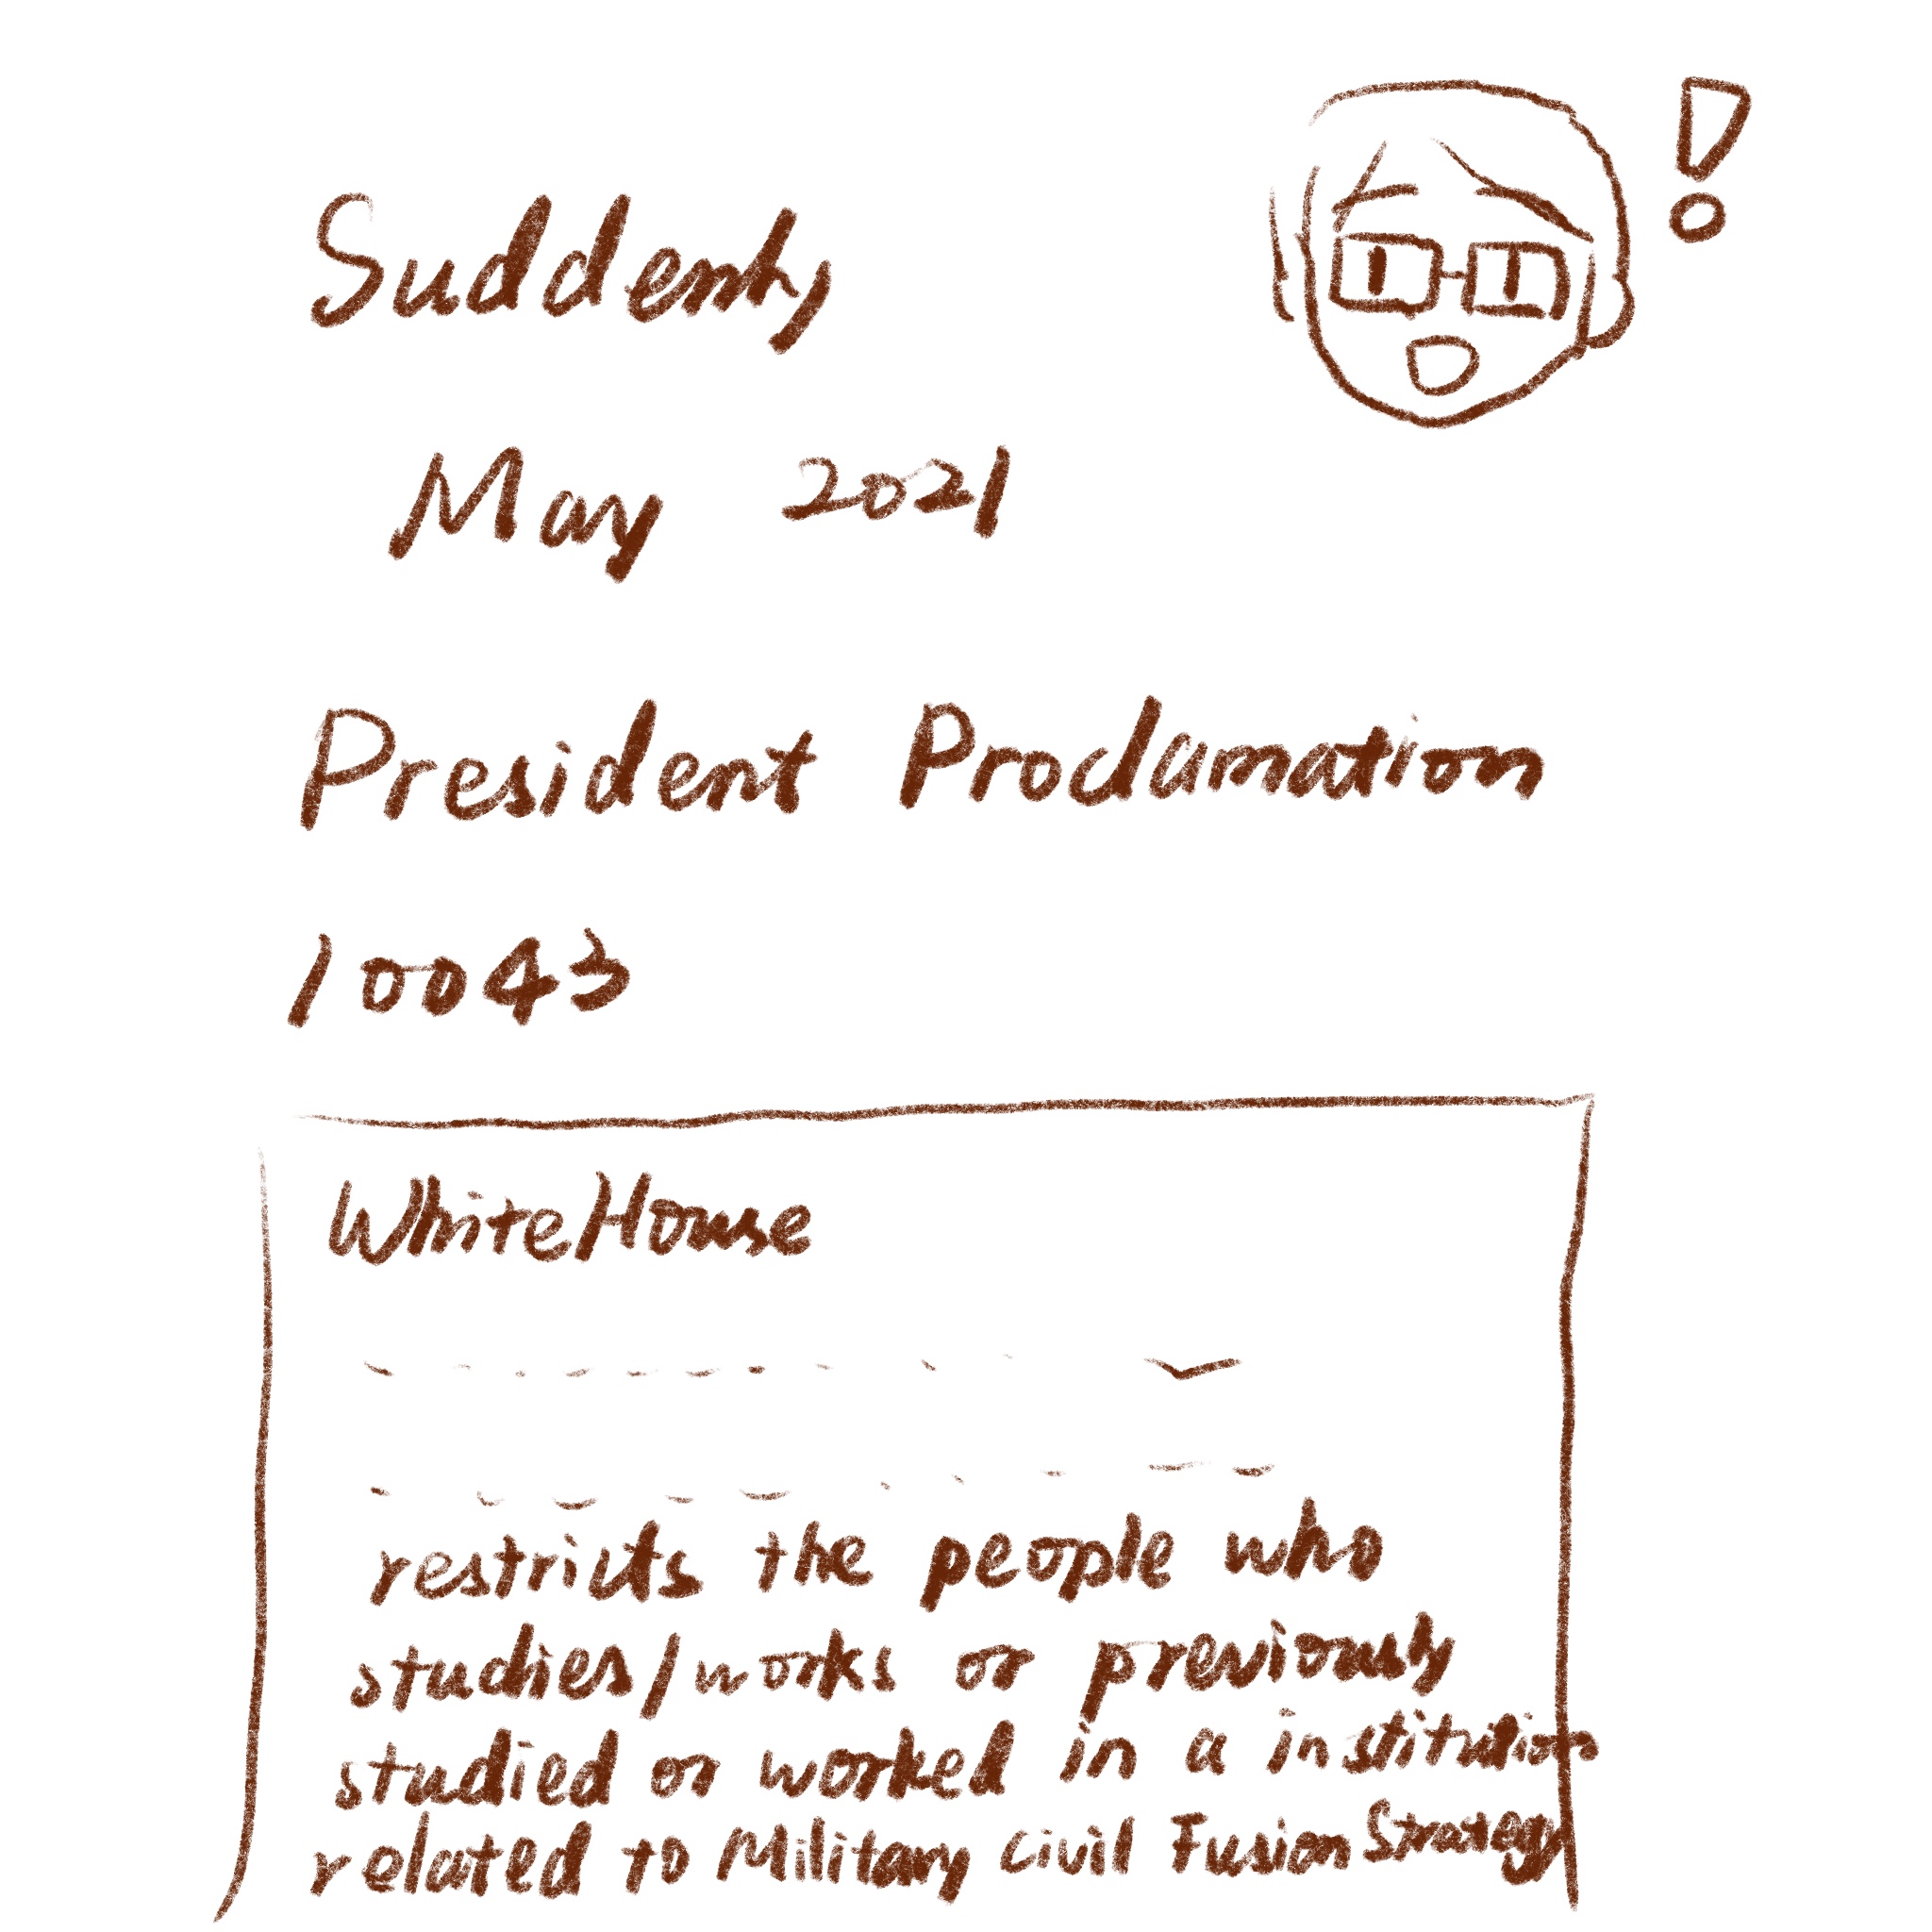 Suddenly
May 2021
President Proclamation
10043
WhiteHouse
restricts the people who
studies/works or previously
studied or worked in a institution
related to Military Civil Fusion Strategy